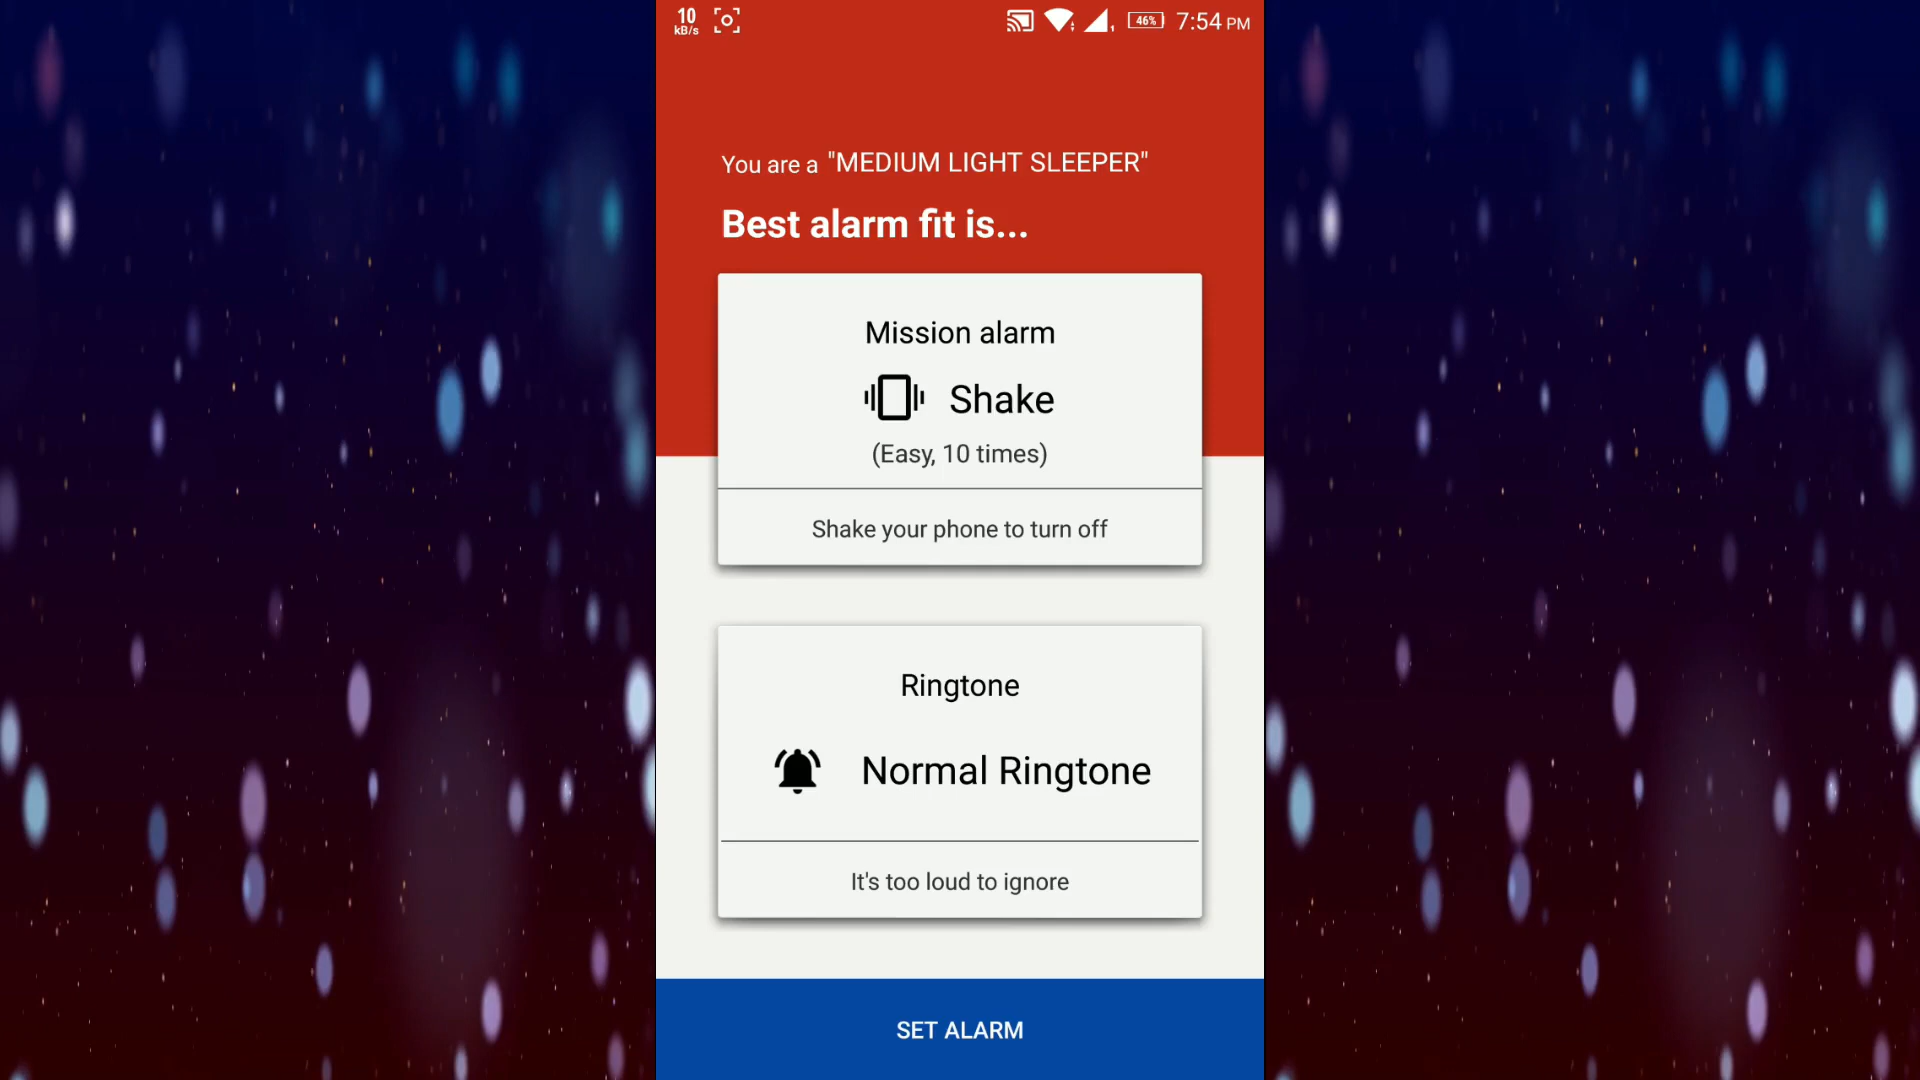 10
kB/s
46%
7:54 PM
You are a "MEDIUM LIGHT SLEEPER"
Best alarm fit is...
Mission alarm
Shake
(Easy, 10 times)
Shake your phone to turn off
Ringtone
Normal Ringtone
It's too loud to ignore
SET ALARM